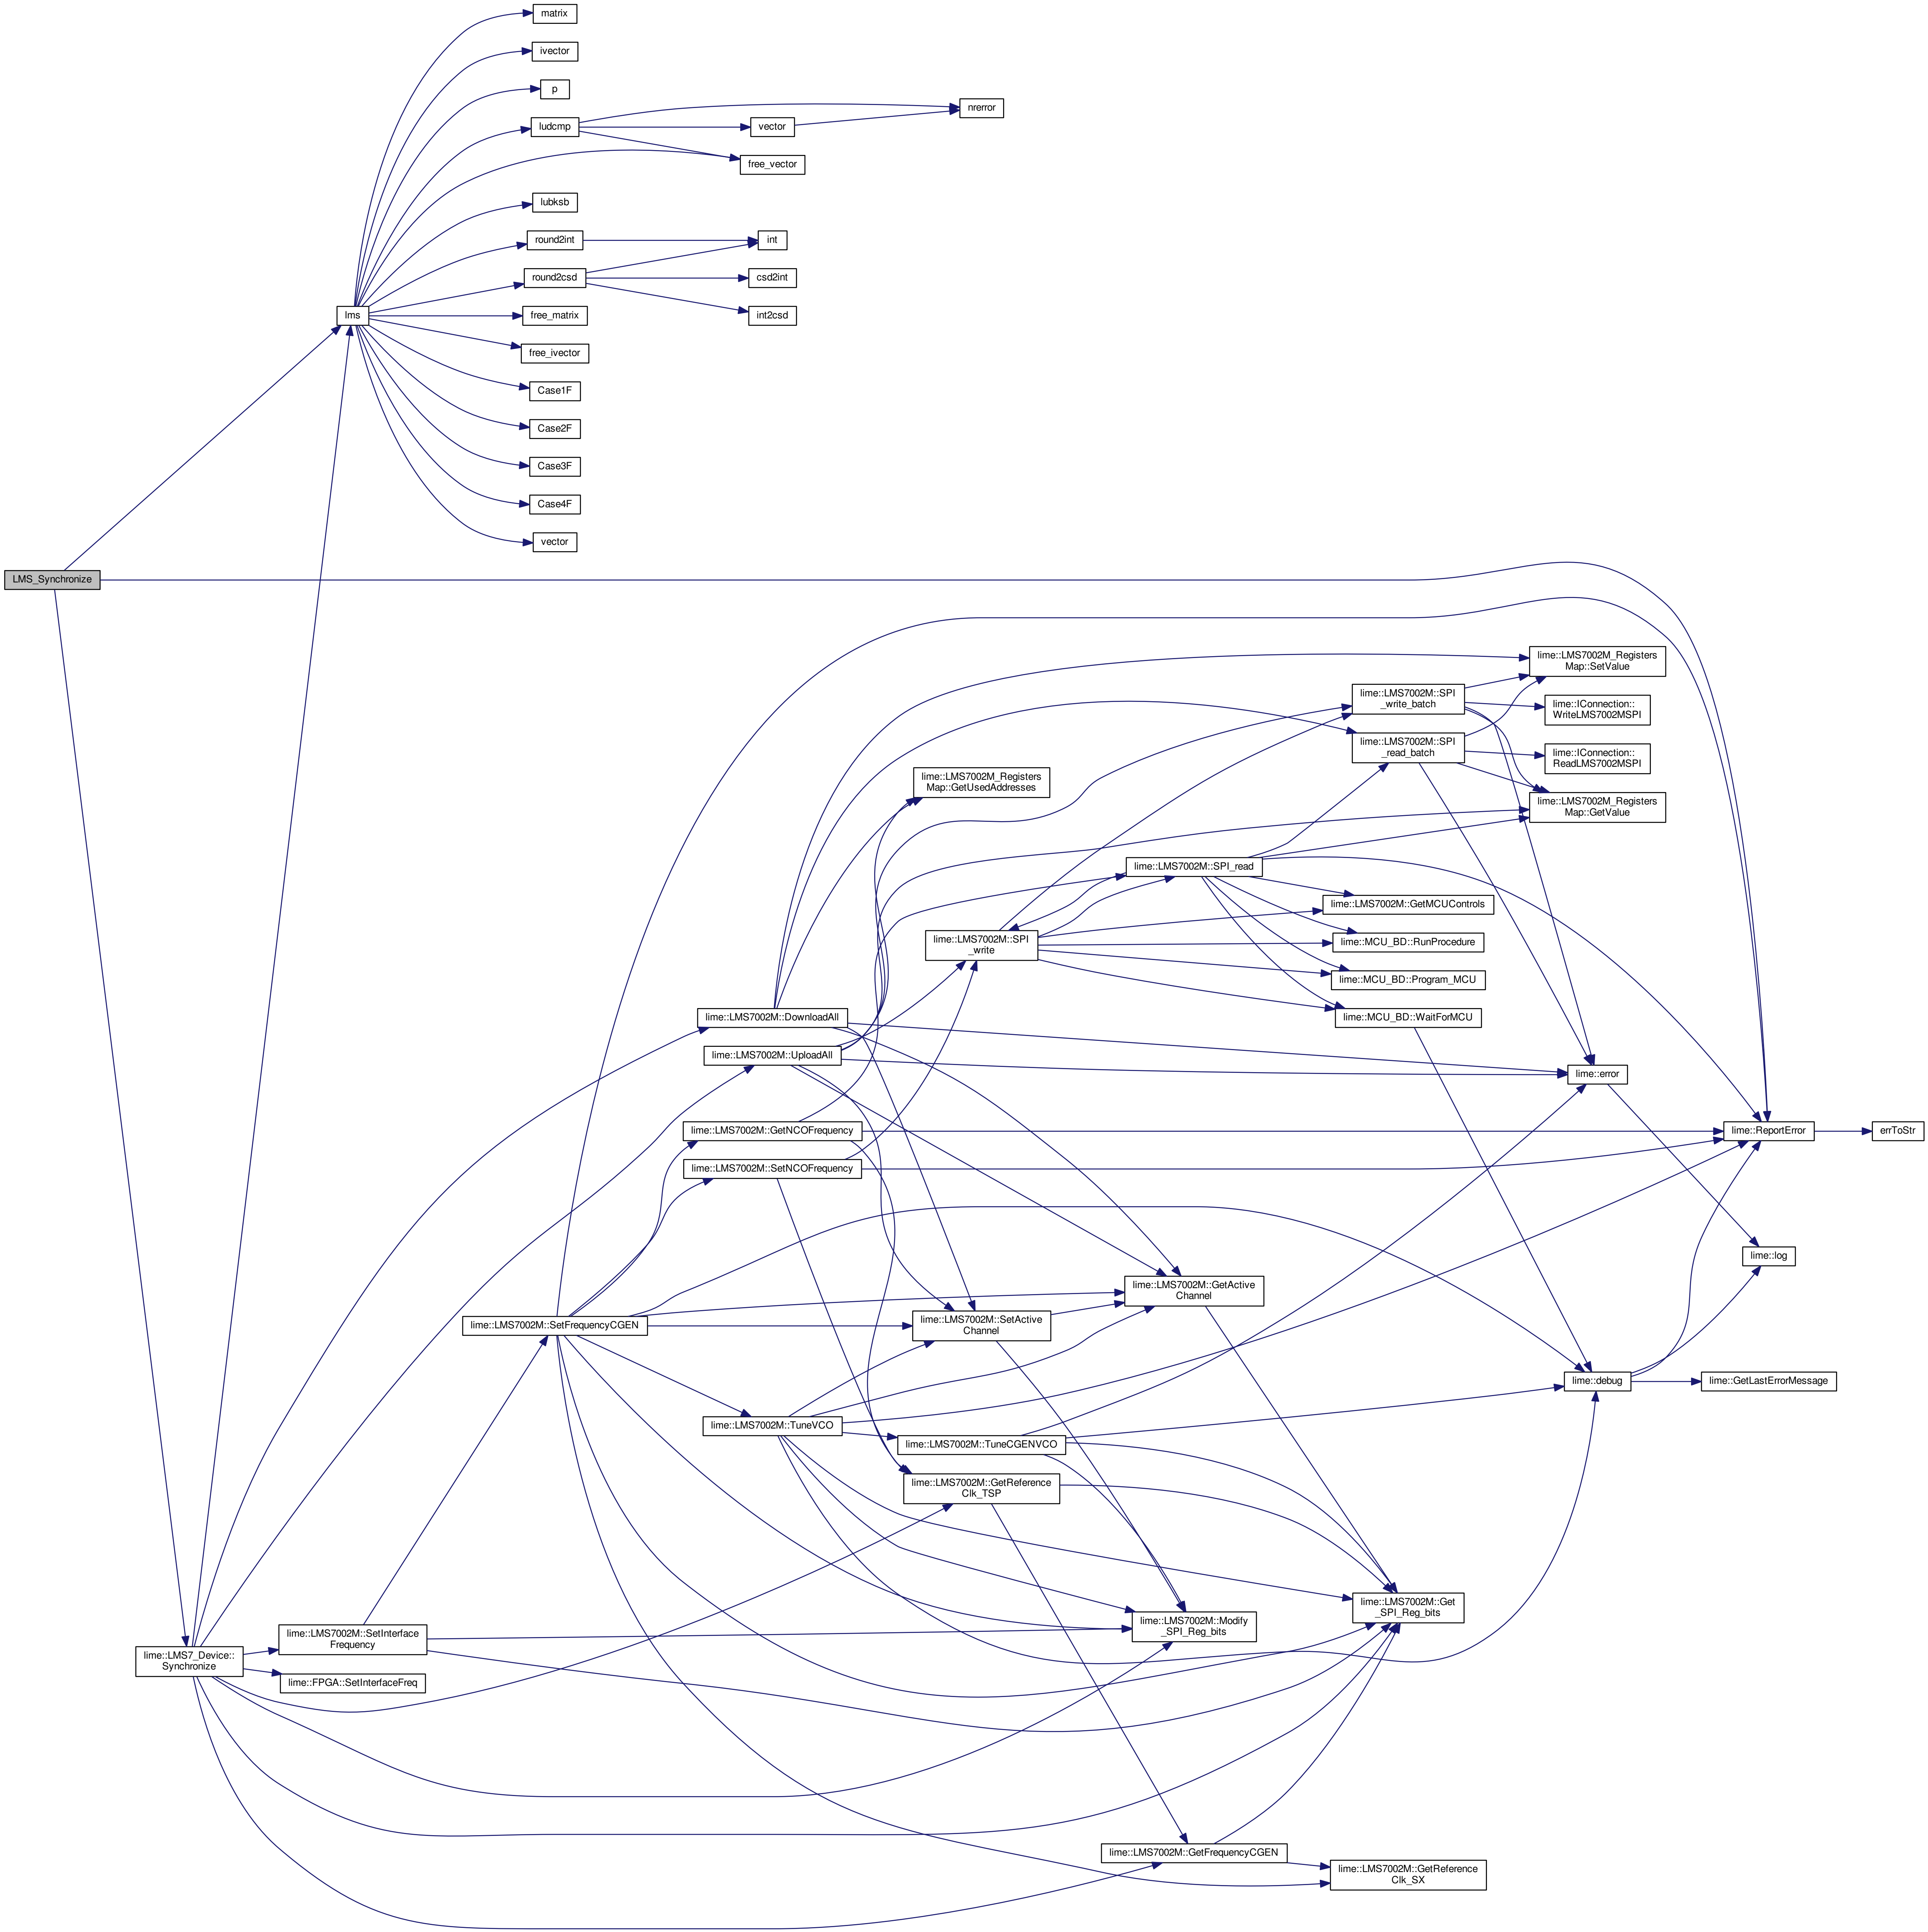 matrix
ivector
p
nrerror
ludcmp
vector
free_vector
lubksb
round2int
int
round2csd
csd2int
lms
free_matrix
int2csd
free_ivector
Case1F
Case2F
Case3F
Case4F
vector
LMS_Synchronize
lime::LMS7002M_Registers
Map::SetValue
lime::LMS7002M::SPI
_write_batch
lime::IConnection::
WriteLMS7002MSPI
lime::LMS7002M::SPI
_read_batch
lime::IConnection::
ReadLMS7002MSPI
lime::LMS7002M_Registers
Map::GetUsedAddresses
lime::LMS7002M_Registers
Map::GetValue
lime::LMS7002M::SPI_read
lime::LMS7002M::GetMCUControls
lime::LMS7002M::SPI
_write
lime::MCU_BD::RunProcedure
lime::MCU_BD::Program_MCU
lime::LMS7002M::DownloadAll
lime::MCU_BD::WaitForMCU
lime::LMS7002M::UploadAll
lime::error
lime::LMS7002M::GetNCOFrequency
lime::ReportError
errToStr
lime::LMS7002M::SetNCOFrequency
lime::log
lime::LMS7002M::GetActive
Channel
lime::LMS7002M::SetFrequencyCGEN
lime::LMS7002M::SetActive
Channel
lime::debug
lime::GetLastErrorMessage
lime::LMS7002M::TuneVCO
lime::LMS7002M::TuneCGENVCO
lime::LMS7002M::GetReference
Clk_TSP
lime::LMS7002M::Get
_SPI_Reg_bits
lime::LMS7002M::Modify
_SPI_Reg_bits
lime::LMS7002M::SetInterface
Frequency
lime::LMS7_Device::
Synchronize
lime::FPGA::SetInterfaceFreq
lime::LMS7002M::GetFrequencyCGEN
lime::LMS7002M::GetReference
Clk_SX